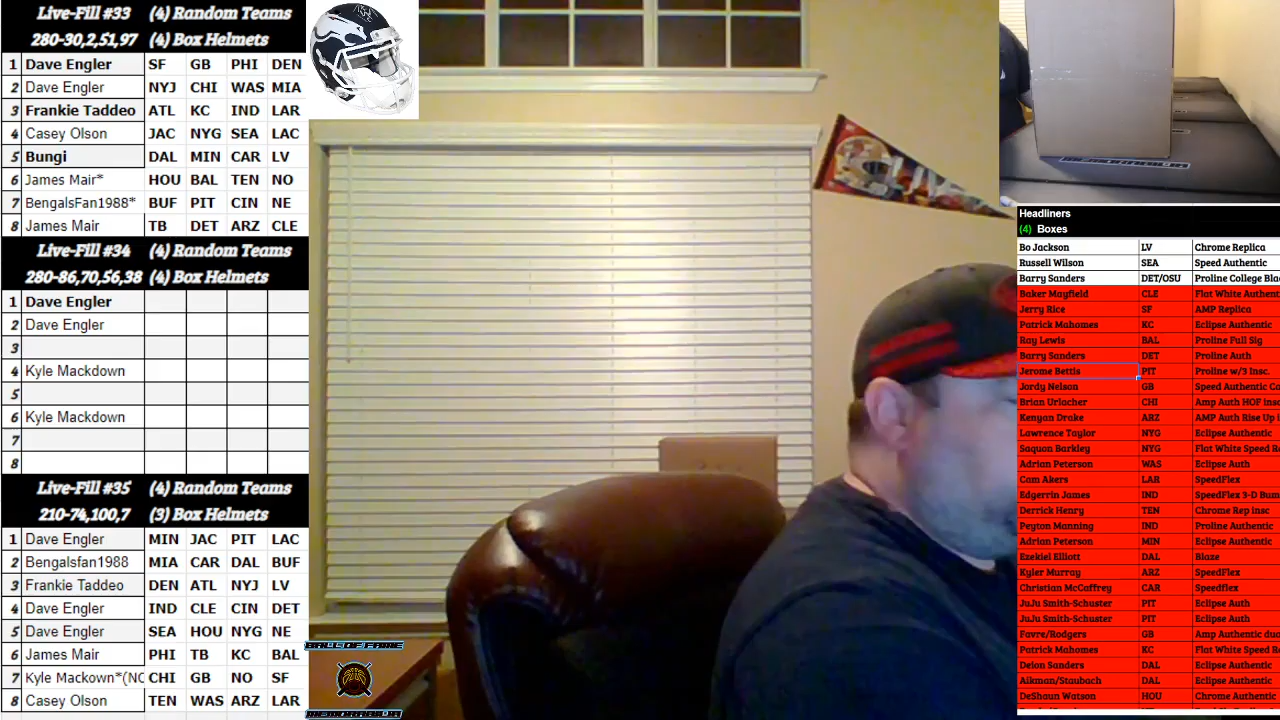 Live-Fill #33 (4) Random Teams
280-30,2,51,97 (4) Box Helmets
1 Dave Engler SF GB PHI DEN
2 Dave Engler NYJ CHI WAS MIA
3 Frankie Taddeo ATL KC IND LAR
4 Casey Olson JAC NYG SEA LAC
5 Bungi DAL MIN CAR LV
6 James Mair* HOU BAL TEN NO
7 BengalsFan1988* BUF PIT CIN NE
8 James Mair TB DET ARZ CLE
Live-Fill #34 (4) Random Teams
280-86,70,56,38 (4) Box Helmets
1 Dave Engler
2 Dave Engler
3
4 Kyle Mackdown
5
6 Kyle Mackdown
7
8
Live-Fill #35 (4) Random Teams
210-74,100,7 (3) Box Helmets
1 Dave Engler MIN JAC PIT LAC
2 Bengalsfan1988 MIA CAR DAL BUF
3 Frankie Taddeo DEN ATL NYJ LV
4 Dave Engler IND CLE CIN DET
5 Dave Engler SEA HOU NYG NE
6 James Mair PHI TB KC BAL
7 Kyle Mackown*(NC CHI GB NO SF
8 Casey Olson TEN WAS ARZ LAR
Headliners
(4) Boxes
Bo Jackson LV Chrome Replica
Russell Wilson SEA Speed Authentic
Barry Sanders DET/OSU Proline College Bla
Baker Mayfield CLE Flat White Authent
Jerry Rice SF AMP Replica
Patrick Mahomes KC Eclipse Authentic
Ray Lewis BAL Proline Full Sig
Barry Sanders DET Proline Auth
Jerome Bettis PIT Proline w/3 Insc.
Jordy Nelson GB Speed Authentic Co
Brian Urlacher CHI Amp Auth HOF insc
Kenyan Drake ARZ AMP Auth Rise Up
Lawrence Taylor NYG Eclipse Authentic
Saquon Barkley NYG Flat White Speed R
Adrian Peterson WAS Eclipse Auth
Cam Akers LAR SpeedFlex
Edgerrin James IND SpeedFlex 3-D Bum
Derrick Henry TEN Chrome Rep insc
Peyton Manning IND Proline Authentic
Adrian Peterson MIN Eclipse Authentic
Ezekiel Elliott DAL Blaze
Kyler Murray ARZ SpeedFlex
Christian McCaffrey CAR Speedflex
JuJu Smith-Schuster PIT Eclipse Auth
JuJu Smith-Schuster PIT Eclipse Auth
Favre/Rodgers GB Amp Authentic dua
Patrick Mahomes KC Flat White Speed R
Deion Sanders DAL Eclipse Authentic
Aikman/Staubach DAL Eclipse Authentic
DeShaun Watson HOU Chrome Authentic
BALL OF FAME
MEMORABILIA